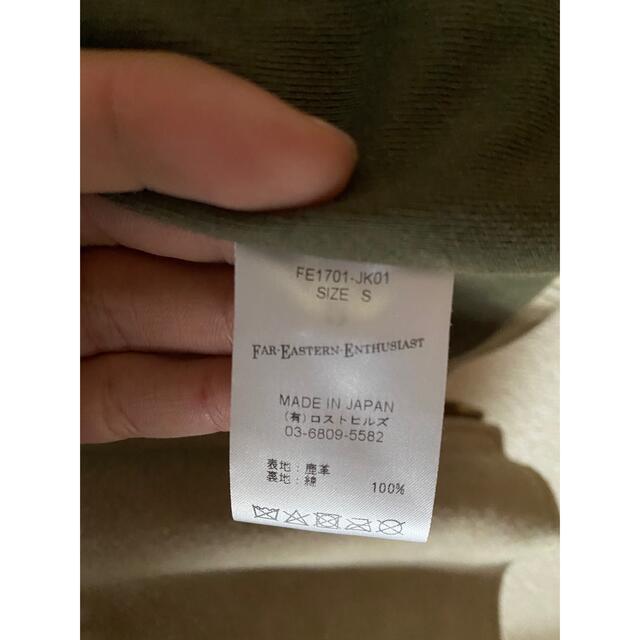 FE1701-JK01
SIZE S
FAR-EASTERN-ENTHUSIAST
MADE IN JAPAN
(有)ロストヒルズ
03-6809-5582
表地:鹿革
裏地:綿 100%